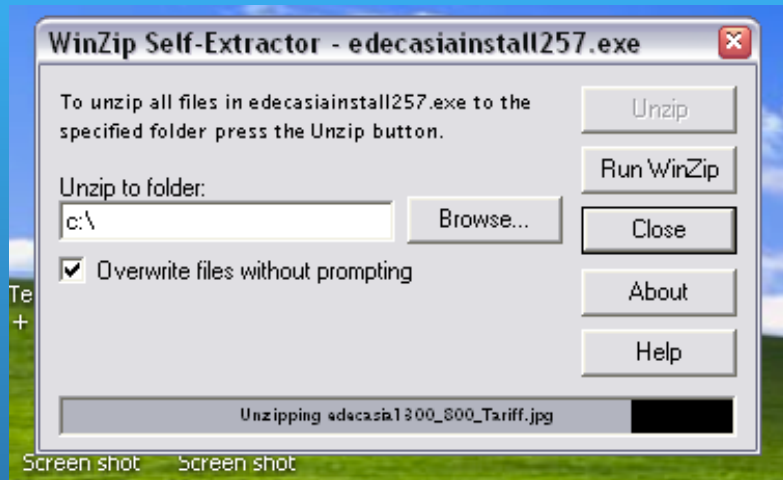 WinZip Self-Extractor - edecasiainstall257.exe
To unzip all files in edecasiainstall257.exe to the
specified folder press the Unzip button.
Unzip to folder:
c:\
Browse...
Overwrite files without prompting
Unzip
Run WinZip
Close
About
Help
Unzipping edecasia1300_800_Tariff.jpg
Te
+
Screen shot Screen shot